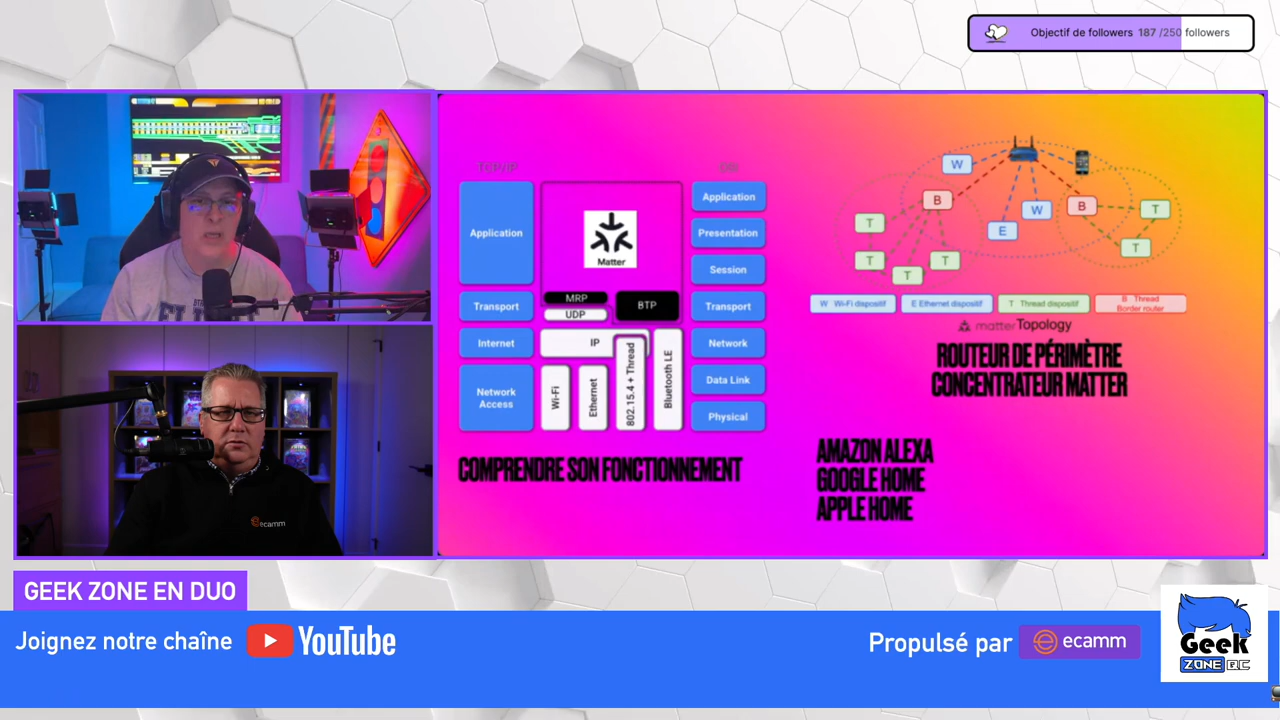 Objectif de followers 187 /250 followers
TCP/IP
OSI
Application
Transport
Internet
Network
Access
Matter
MRP
UDP
BTP
IP
Wi-Fi
Ethernet
802.15.4 + Thread
Bluetooth LE
Application
Presentation
Session
Transport
Network
Data Link
Physical
COMPRENDRE SON FONCTIONNEMENT
W
B
W
B
E
T
T
T
T
T
T
W Wi-Fi dispositif
E Ethernet dispositif
T Thread dispositif
B Thread
Border router
matter Topology
ROUTEUR DE PÉRIMÈTRE
CONCENTRATEUR MATTER
AMAZON ALEXA
GOOGLE HOME
APPLE HOME
ecamm
GEEK ZONE EN DUO
Joignez notre chaîne YouTube
Propulsé par ecamm
Geek
ZONE QC